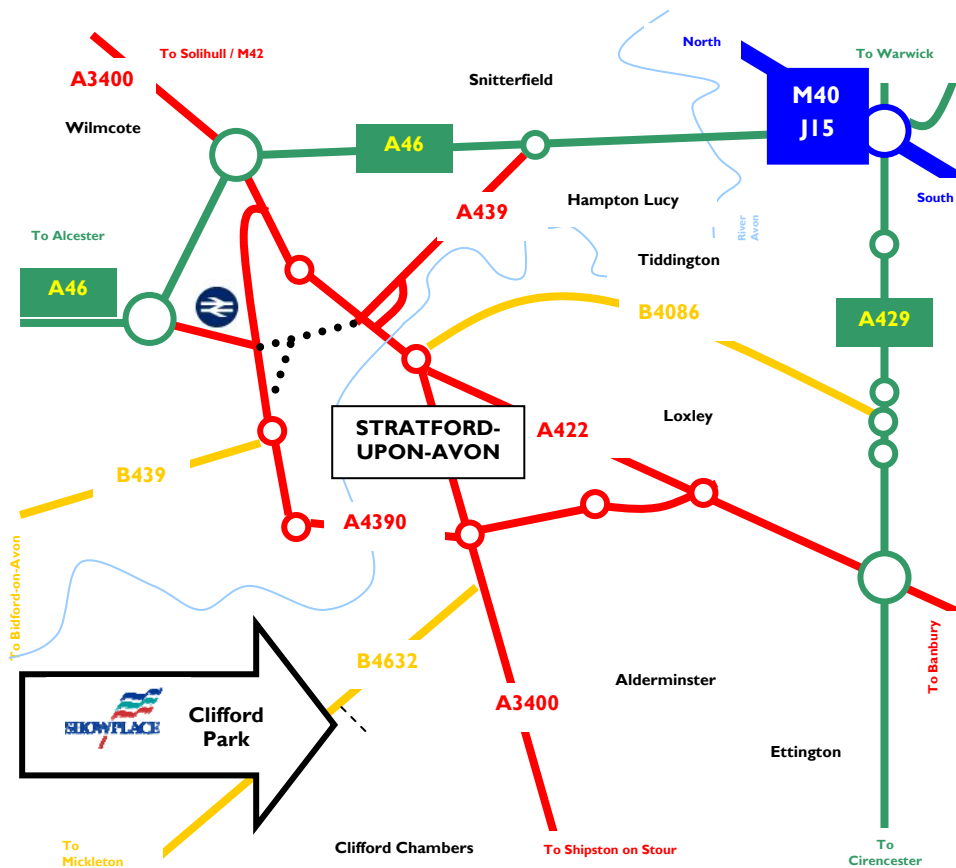 North
To Solihull / M42
To Warwick
A3400
Snitterfield
M40
J15
Wilmcote
A46
A439
Hampton Lucy
South
River
Avon
To Alcester
Tiddington
A46
B4086
A429
STRATFORD-
UPON-AVON
A422
Loxley
B439
A4390
To Bidford-on-Avon
B4632
To Banbury
Alderminster
A3400
SHOWPLACE
Clifford
Park
Ettington
To
Mickleton
Clifford Chambers
To Shipston on Stour
To
Cirencester